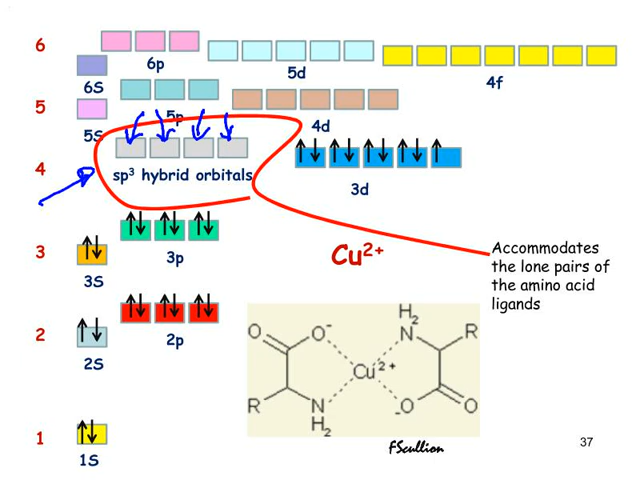 6
6p
5d
4f
6S
5
5p
4d
5S
4
sp³ hybrid orbitals
3d
3
3p
3S
Cu²⁺
Accommodates
the lone pairs of
the amino acid
ligands
2
2p
2S
O
O⁻
H₂
N
R
Cu²⁺
R
N
H₂
⁻O
O
1
1S
FScullion
37